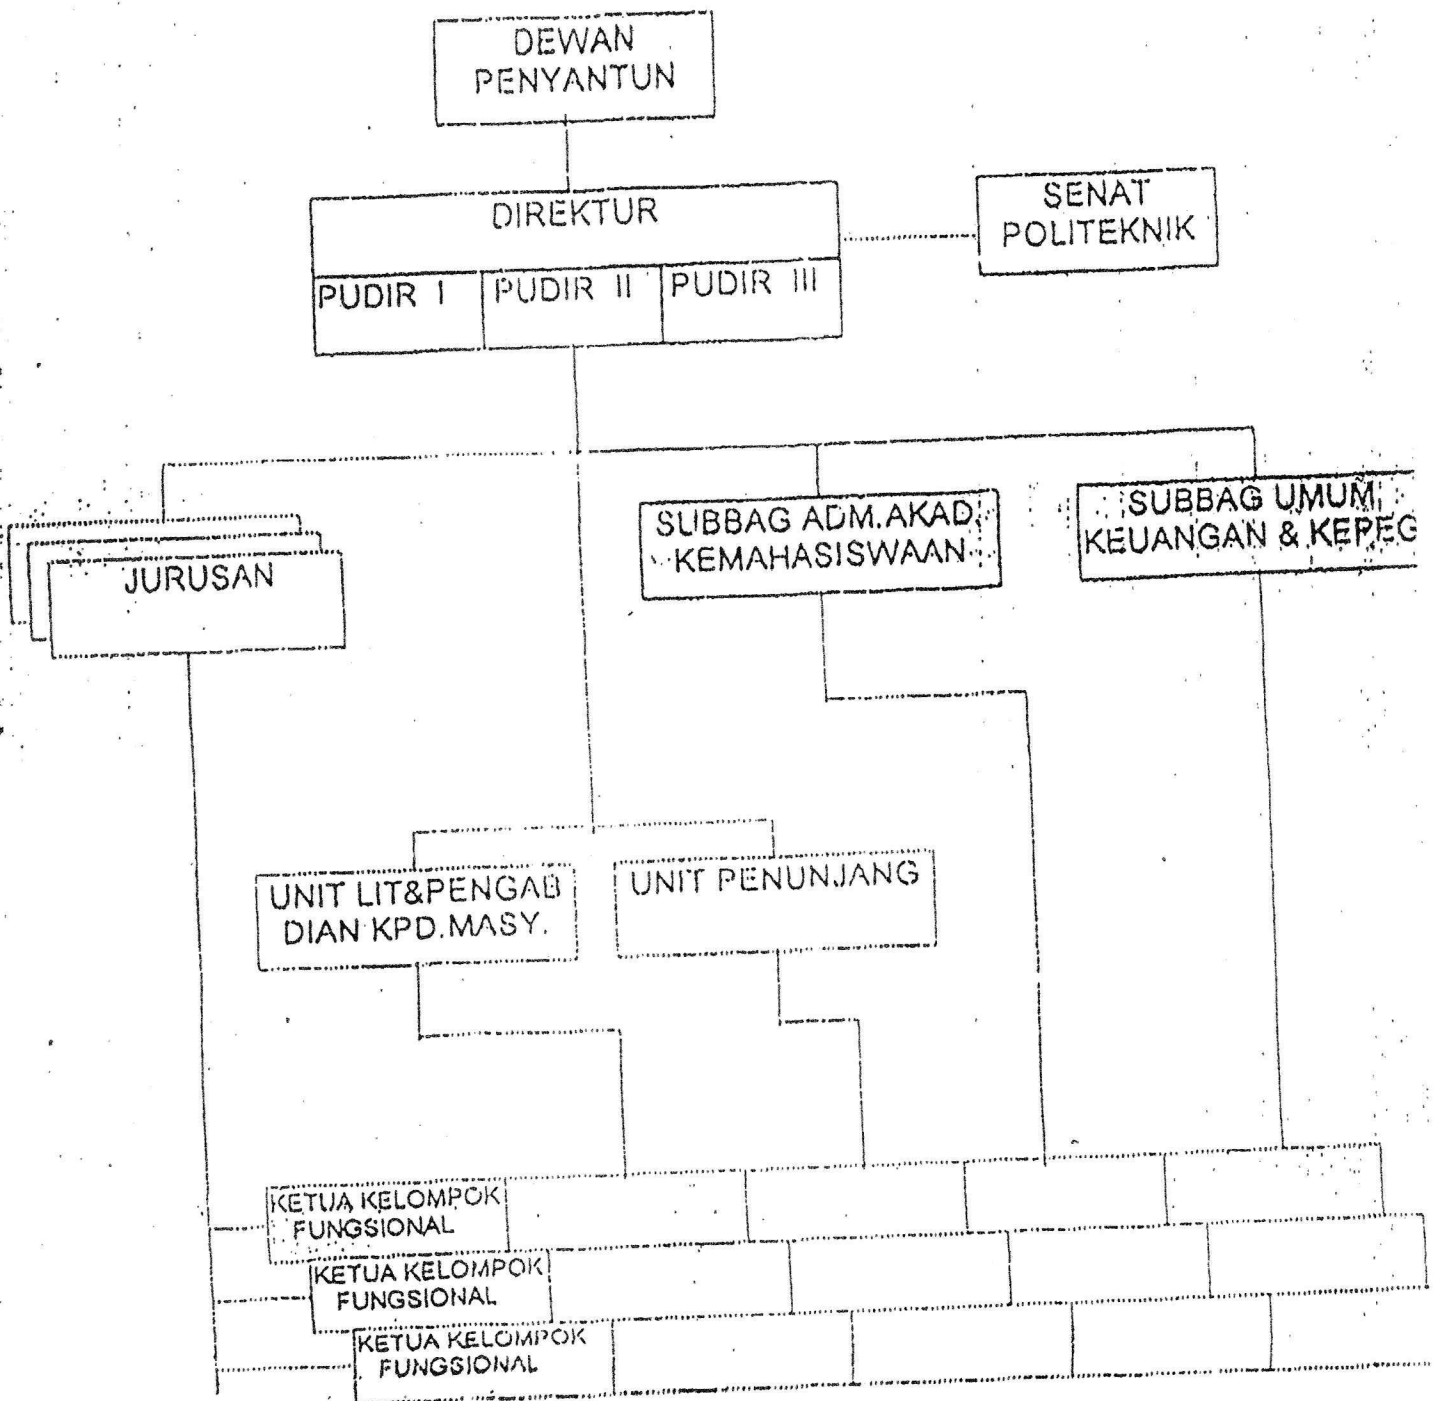 DEWAN
PENYANTUN
DIREKTUR
SENAT
POLITEKNIK
PUDIR I
PUDIR II
PUDIR III
SUBBAG ADM.AKAD.
KEMAHASISWAAN
SUBBAG UMUM,
KEUANGAN & KEPEG
JURUSAN
UNIT LIT&PENGAB
DIAN KPD.MASY.
UNIT PENUNJANG
KETUA KELOMPOK
FUNGSIONAL
KETUA KELOMPOK
FUNGSIONAL
KETUA KELOMPOK
FUNGSIONAL